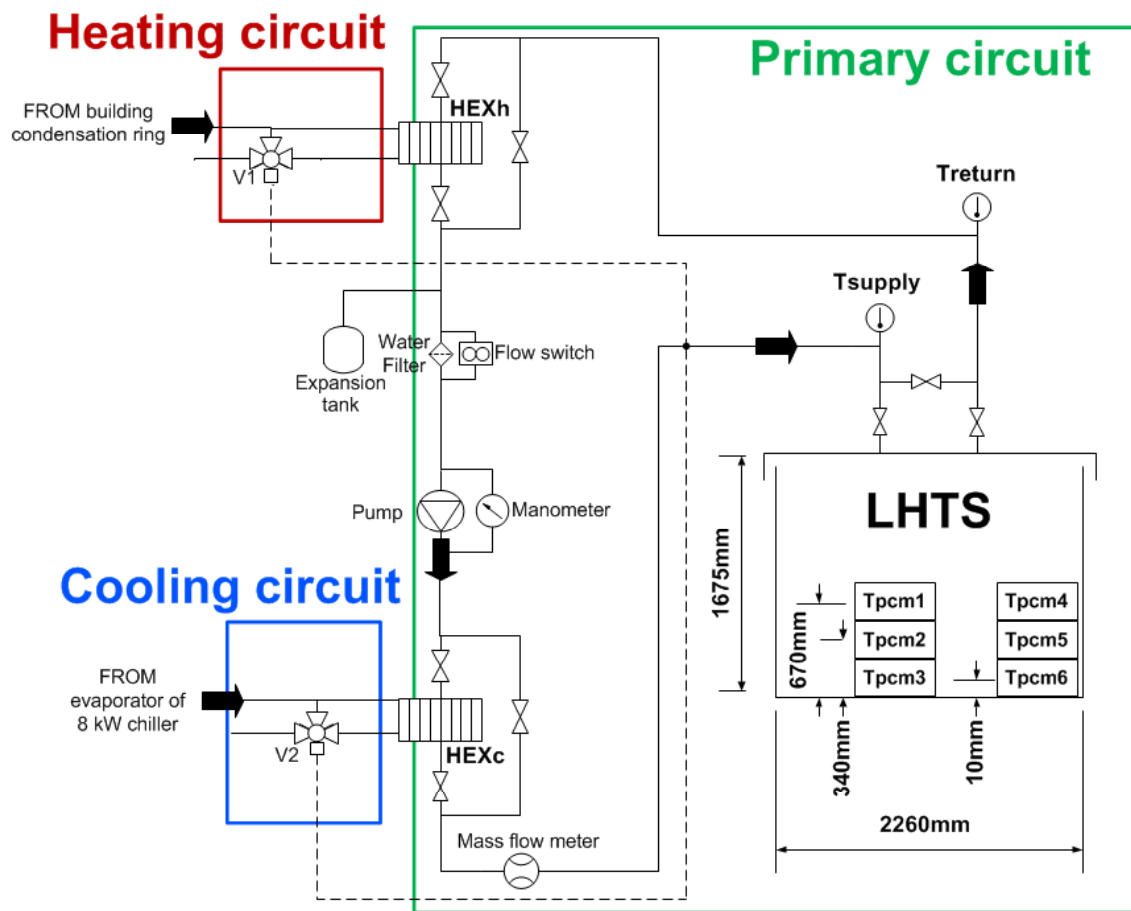 Heating circuit
Primary circuit
FROM building
condensation ring
HEXh
V1
Treturn
Tsupply
Water
Filter
Flow switch
Expansion
tank
Pump
Manometer
LHTS
1675mm
Cooling circuit
Tpcm1
Tpcm4
670mm
Tpcm2
Tpcm5
Tpcm3
Tpcm6
FROM
evaporator of
8 kW chiller
V2
HEXc
340mm
10mm
2260mm
Mass flow meter